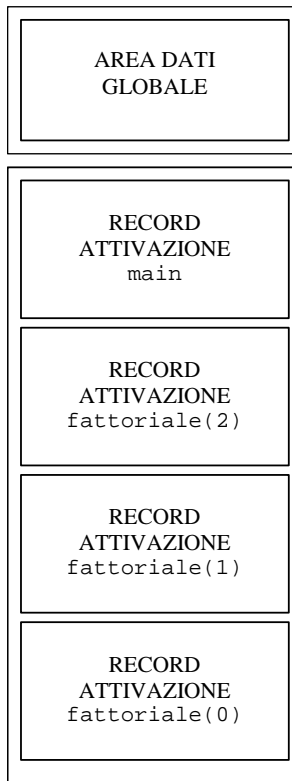 AREA DATI
GLOBALE
RECORD
ATTIVAZIONE
main
RECORD
ATTIVAZIONE
fattoriale(2)
RECORD
ATTIVAZIONE
fattoriale(1)
RECORD
ATTIVAZIONE
fattoriale(0)